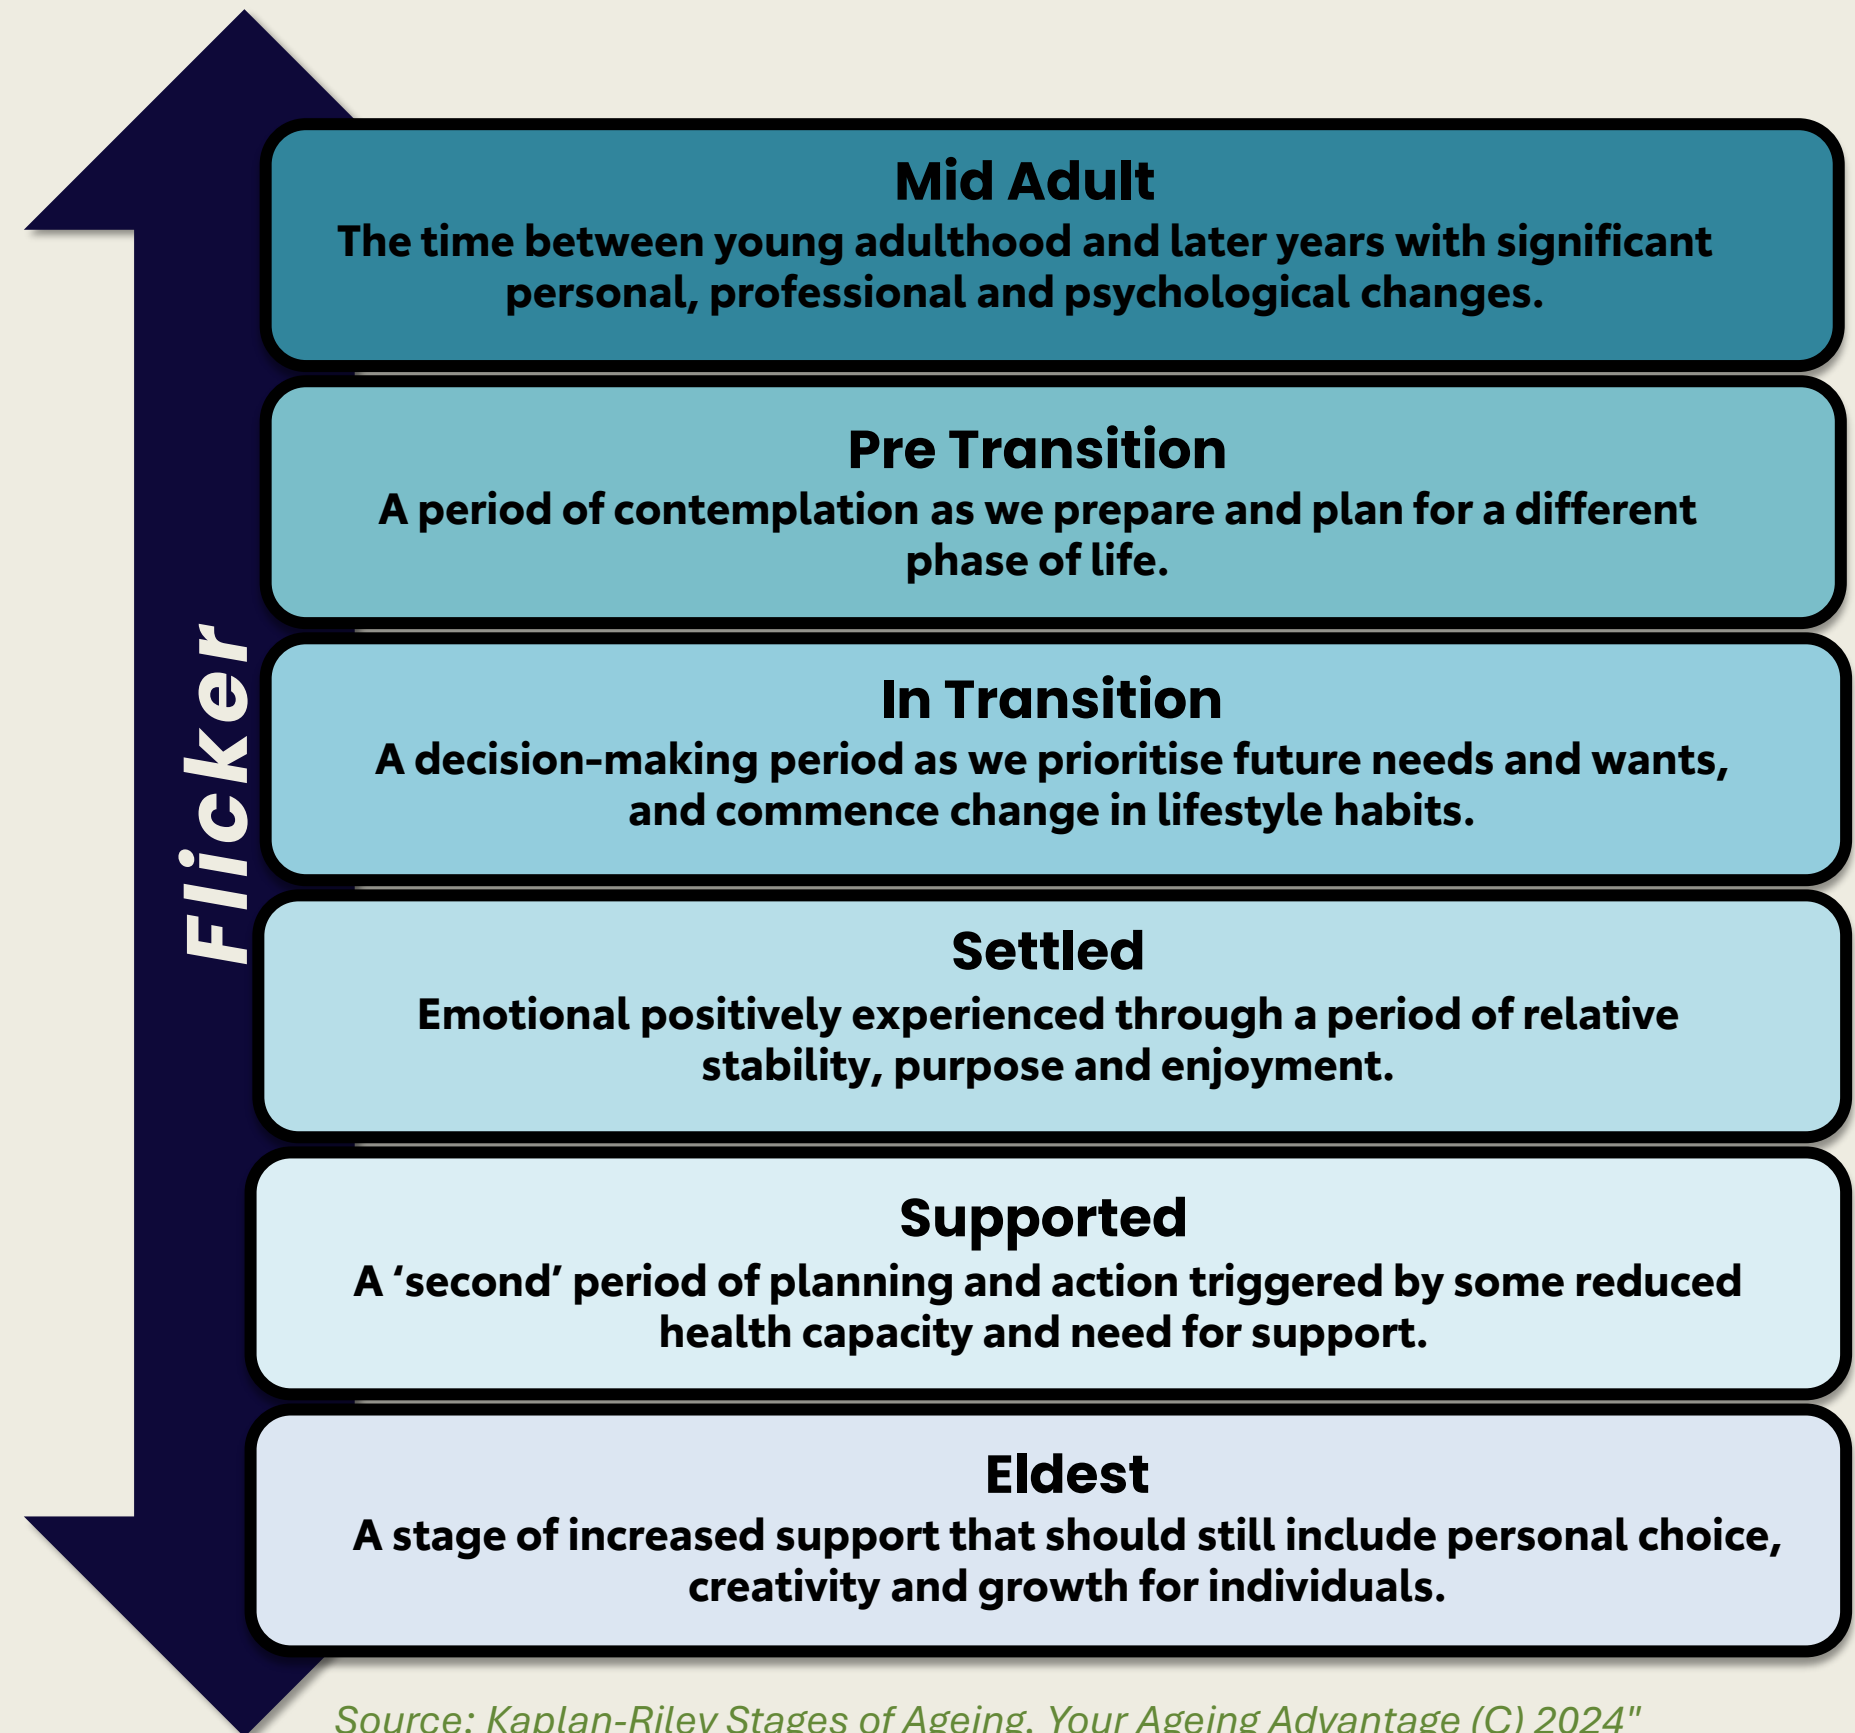 Flicker
Mid Adult
The time between young adulthood and later years with significant
personal, professional and psychological changes.
Pre Transition
A period of contemplation as we prepare and plan for a different
phase of life.
In Transition
A decision-making period as we prioritise future needs and wants,
and commence change in lifestyle habits.
Settled
Emotional positively experienced through a period of relative
stability, purpose and enjoyment.
Supported
A ‘second’ period of planning and action triggered by some reduced
health capacity and need for support.
Eldest
A stage of increased support that should still include personal choice,
creativity and growth for individuals.
Source: Kaplan-Riley Stages of Ageing. Your Ageing Advantage (C) 2024"